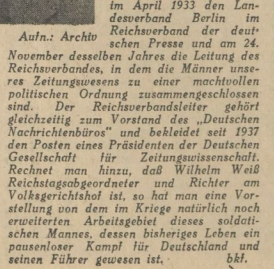 im April 1933 den Lan-
desverband Berlin im
Reichsverband der deut-
schen Presse und am 24.
Aufn.: Archiv
November desselben Jahres die Leitung des
Reichsverbandes, in dem die Männer unse-
res Zeitungswesens zu einer machtvollen
politischen Ordnung zusammengeschlossen
sind. Der Reichsverbandsleiter gehört
gleichzeitig zum Vorstand des „Deutschen
Nachrichtenbüros" und bekleidet seit 1937
den Posten eines Präsidenten der Deutschen
Gesellschaft für Zeitungswissenschaft.
Rechnet man hinzu, daß Wilhelm Weiß
Reichstagsabgeordneter und Richter am
Volksgerichtshof ist, so hat man eine Vor-
stellung von dem im Kriege natürlich noch
erweiterten Arbeitsgebiet dieses soldati-
schen Mannes, dessen bisheriges Leben ein
pausenloser Kampf für Deutschland und
seinen Führer gewesen ist. bkt.